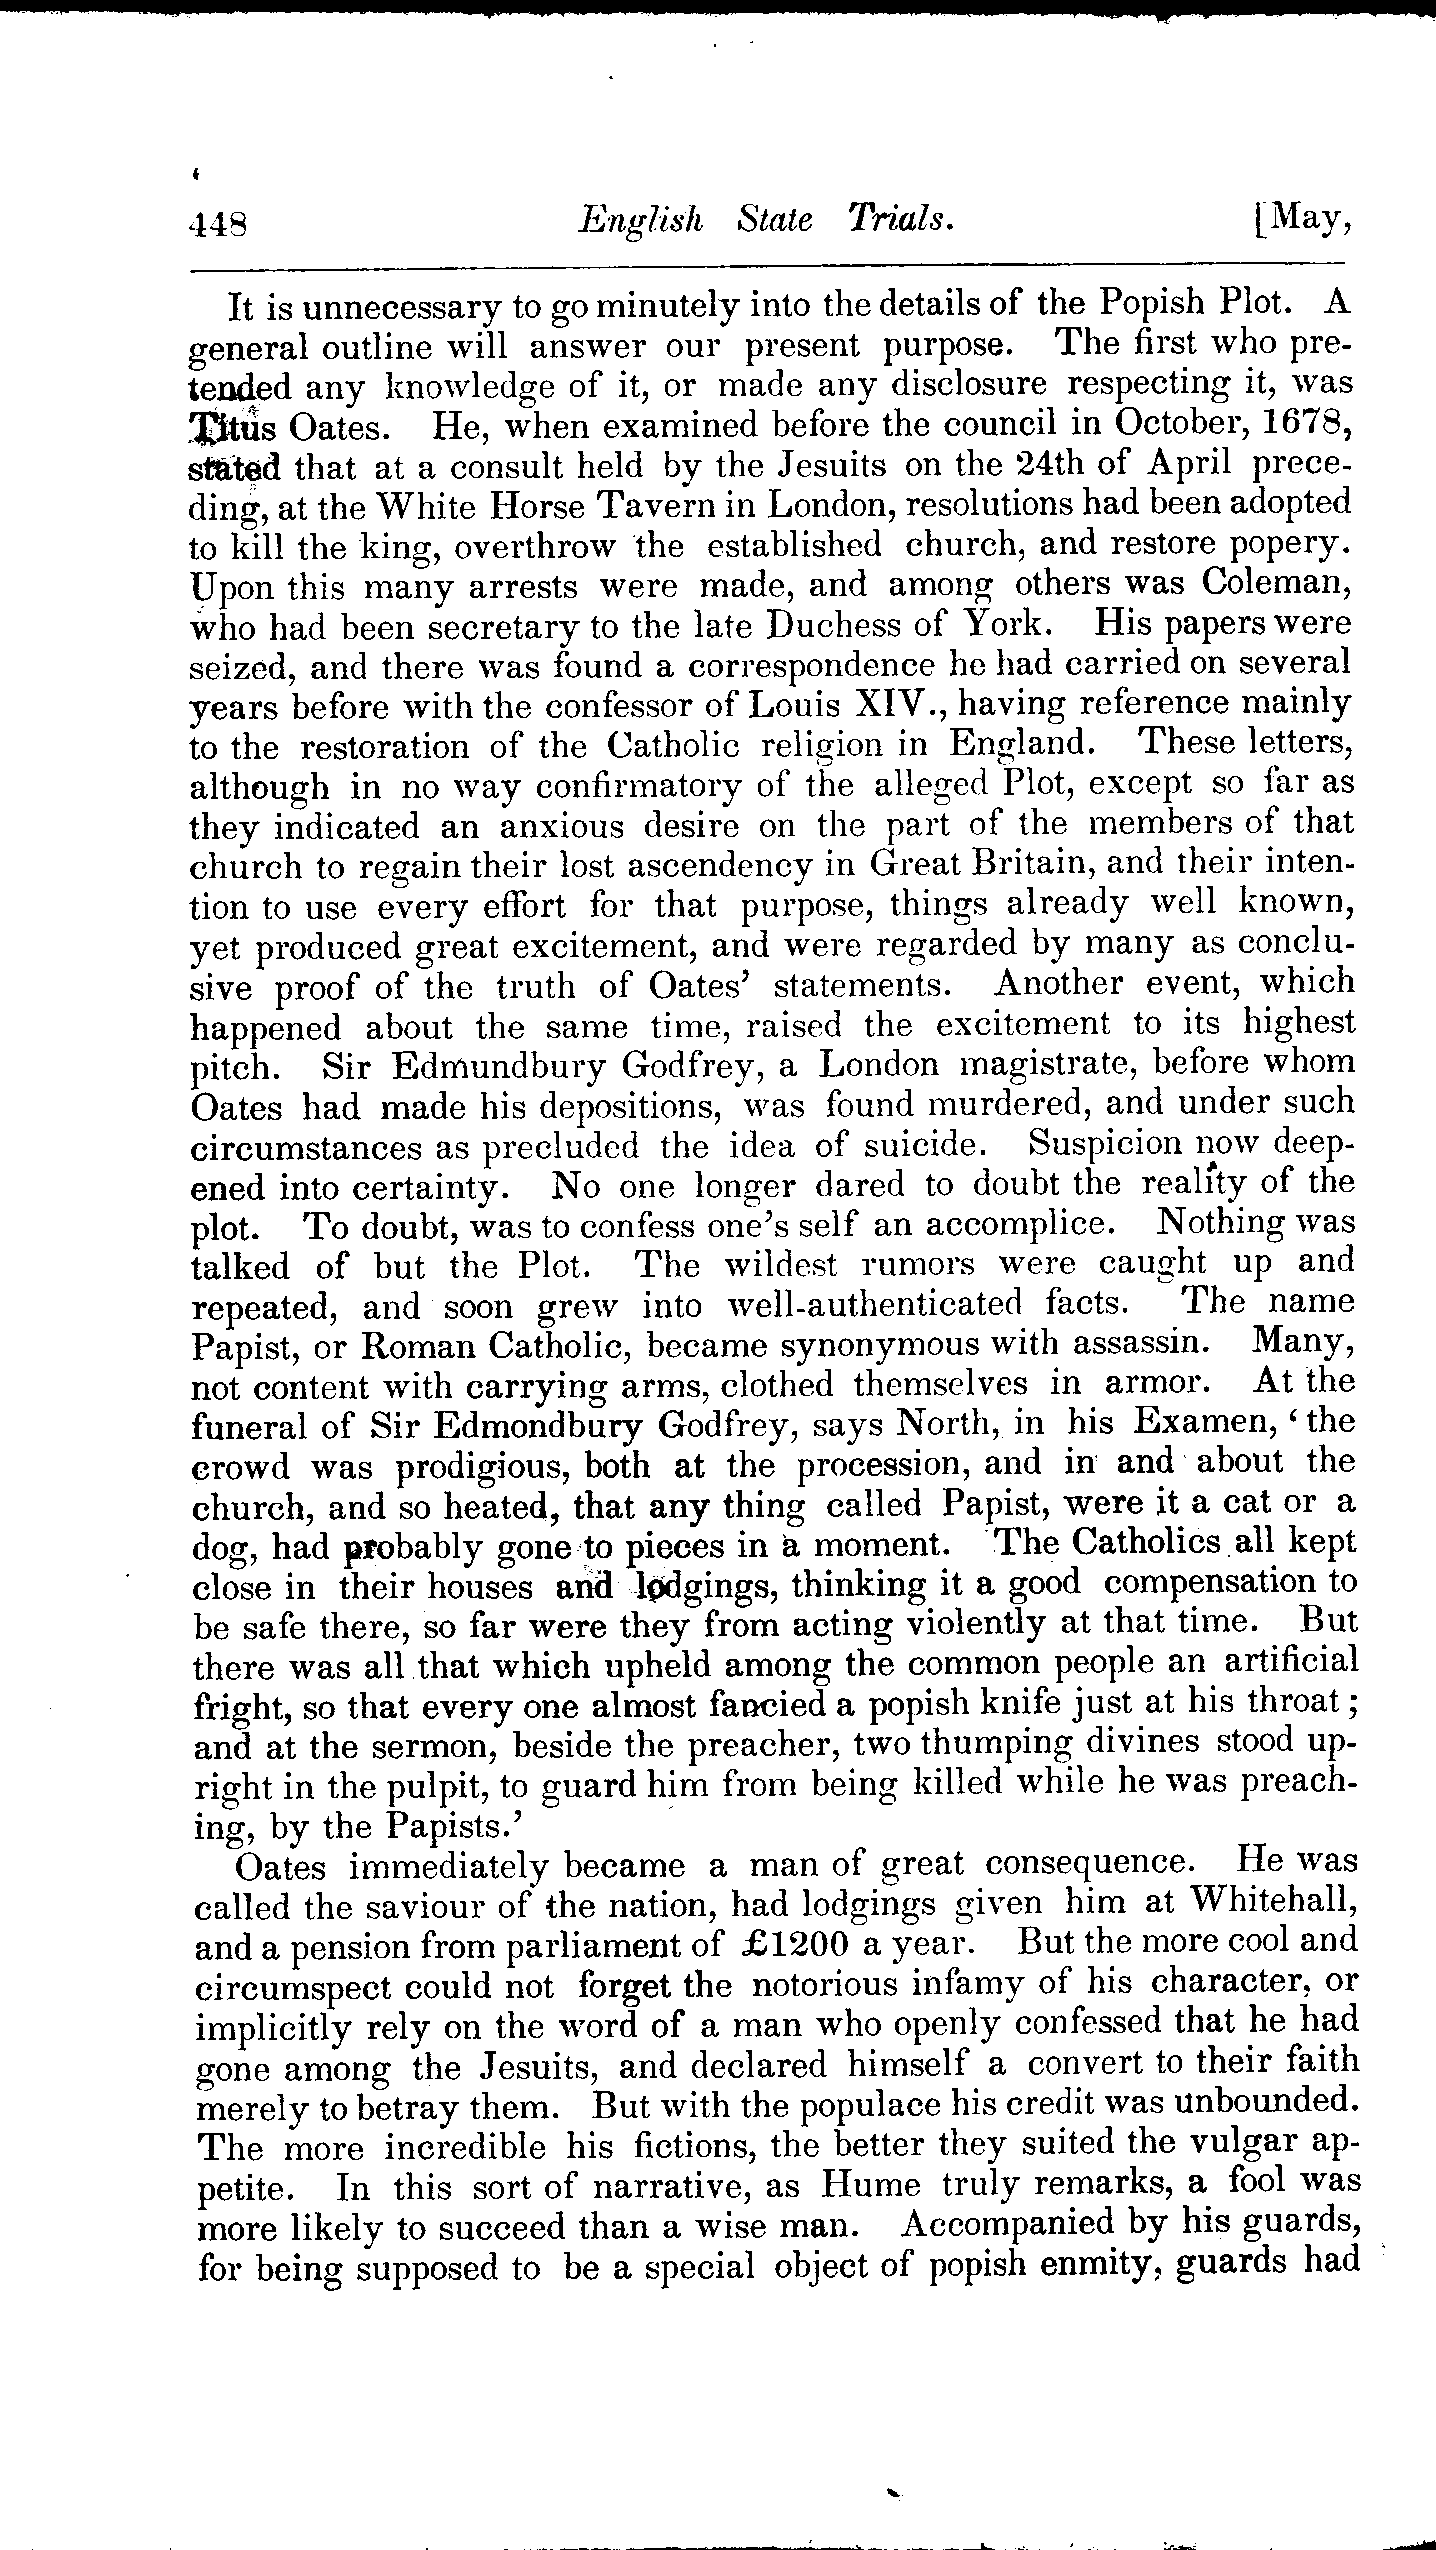 448 English State Trials. [May,
It is unnecessary to go minutely into the details of the Popish Plot. A
general outline will answer our present purpose. The first who pre-
tended any knowledge of it, or made any disclosure respecting it, was
Titus Oates. He, when examined before the council in October, 1678,
stated that at a consult held by the Jesuits on the 24th of April prece-
ding, at the White Horse Tavern in London, resolutions had been adopted
to kill the king, overthrow the established church, and restore popery.
Upon this many arrests were made, and among others was Coleman,
who had been secretary to the late Duchess of York. His papers were
seized, and there was found a correspondence he had carried on several
years before with the confessor of Louis XIV., having reference mainly
to the restoration of the Catholic religion in England. These letters,
although in no way confirmatory of the alleged Plot, except so far as
they indicated an anxious desire on the part of the members of that
church to regain their lost ascendency in Great Britain, and their inten-
tion to use every effort for that purpose, things already well known,
yet produced great excitement, and were regarded by many as conclu-
sive proof of the truth of Oates' statements. Another event, which
happened about the same time, raised the excitement to its highest
pitch. Sir Edmundbury Godfrey, a London magistrate, before whom
Oates had made his depositions, was found murdered, and under such
circumstances as precluded the idea of suicide. Suspicion now deep-
ened into certainty. No one longer dared to doubt the reality of the
plot. To doubt, was to confess one's self an accomplice. Nothing was
talked of but the Plot. The wildest rumors were caught up and
repeated, and soon grew into well-authenticated facts. The name
Papist, or Roman Catholic, became synonymous with assassin. Many,
not content with carrying arms, clothed themselves in armor. At the
funeral of Sir Edmondbury Godfrey, says North, in his Examen, ‘the
crowd was prodigious, both at the procession, and in and about the
church, and so heated, that any thing called Papist, were it a cat or a
dog, had probably gone to pieces in a moment. The Catholics all kept
close in their houses and lodgings, thinking it a good compensation to
be safe there, so far were they from acting violently at that time. But
there was all that which upheld among the common people an artificial
fright, so that every one almost fancied a popish knife just at his throat;
and at the sermon, beside the preacher, two thumping divines stood up-
right in the pulpit, to guard him from being killed while he was preach-
ing, by the Papists.’
Oates immediately became a man of great consequence. He was
called the saviour of the nation, had lodgings given him at Whitehall,
and a pension from parliament of £1200 a year. But the more cool and
circumspect could not forget the notorious infamy of his character, or
implicitly rely on the word of a man who openly confessed that he had
gone among the Jesuits, and declared himself a convert to their faith
merely to betray them. But with the populace his credit was unbounded.
The more incredible his fictions, the better they suited the vulgar ap-
petite. In this sort of narrative, as Hume truly remarks, a fool was
more likely to succeed than a wise man. Accompanied by his guards,
for being supposed to be a special object of popish enmity, guards had